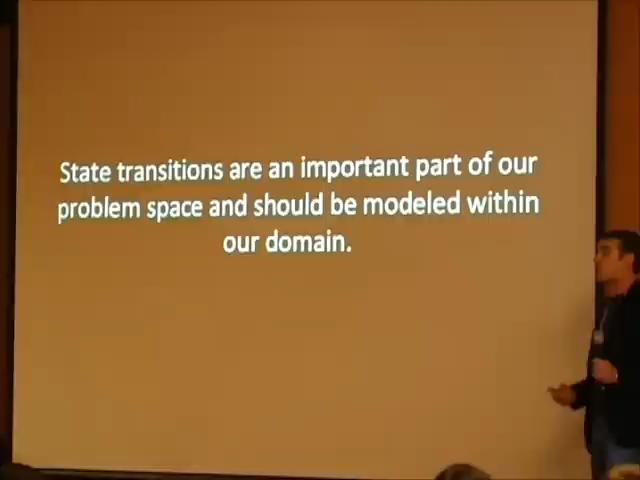 State transitions are an important part of our
problem space and should be modeled within
our domain.